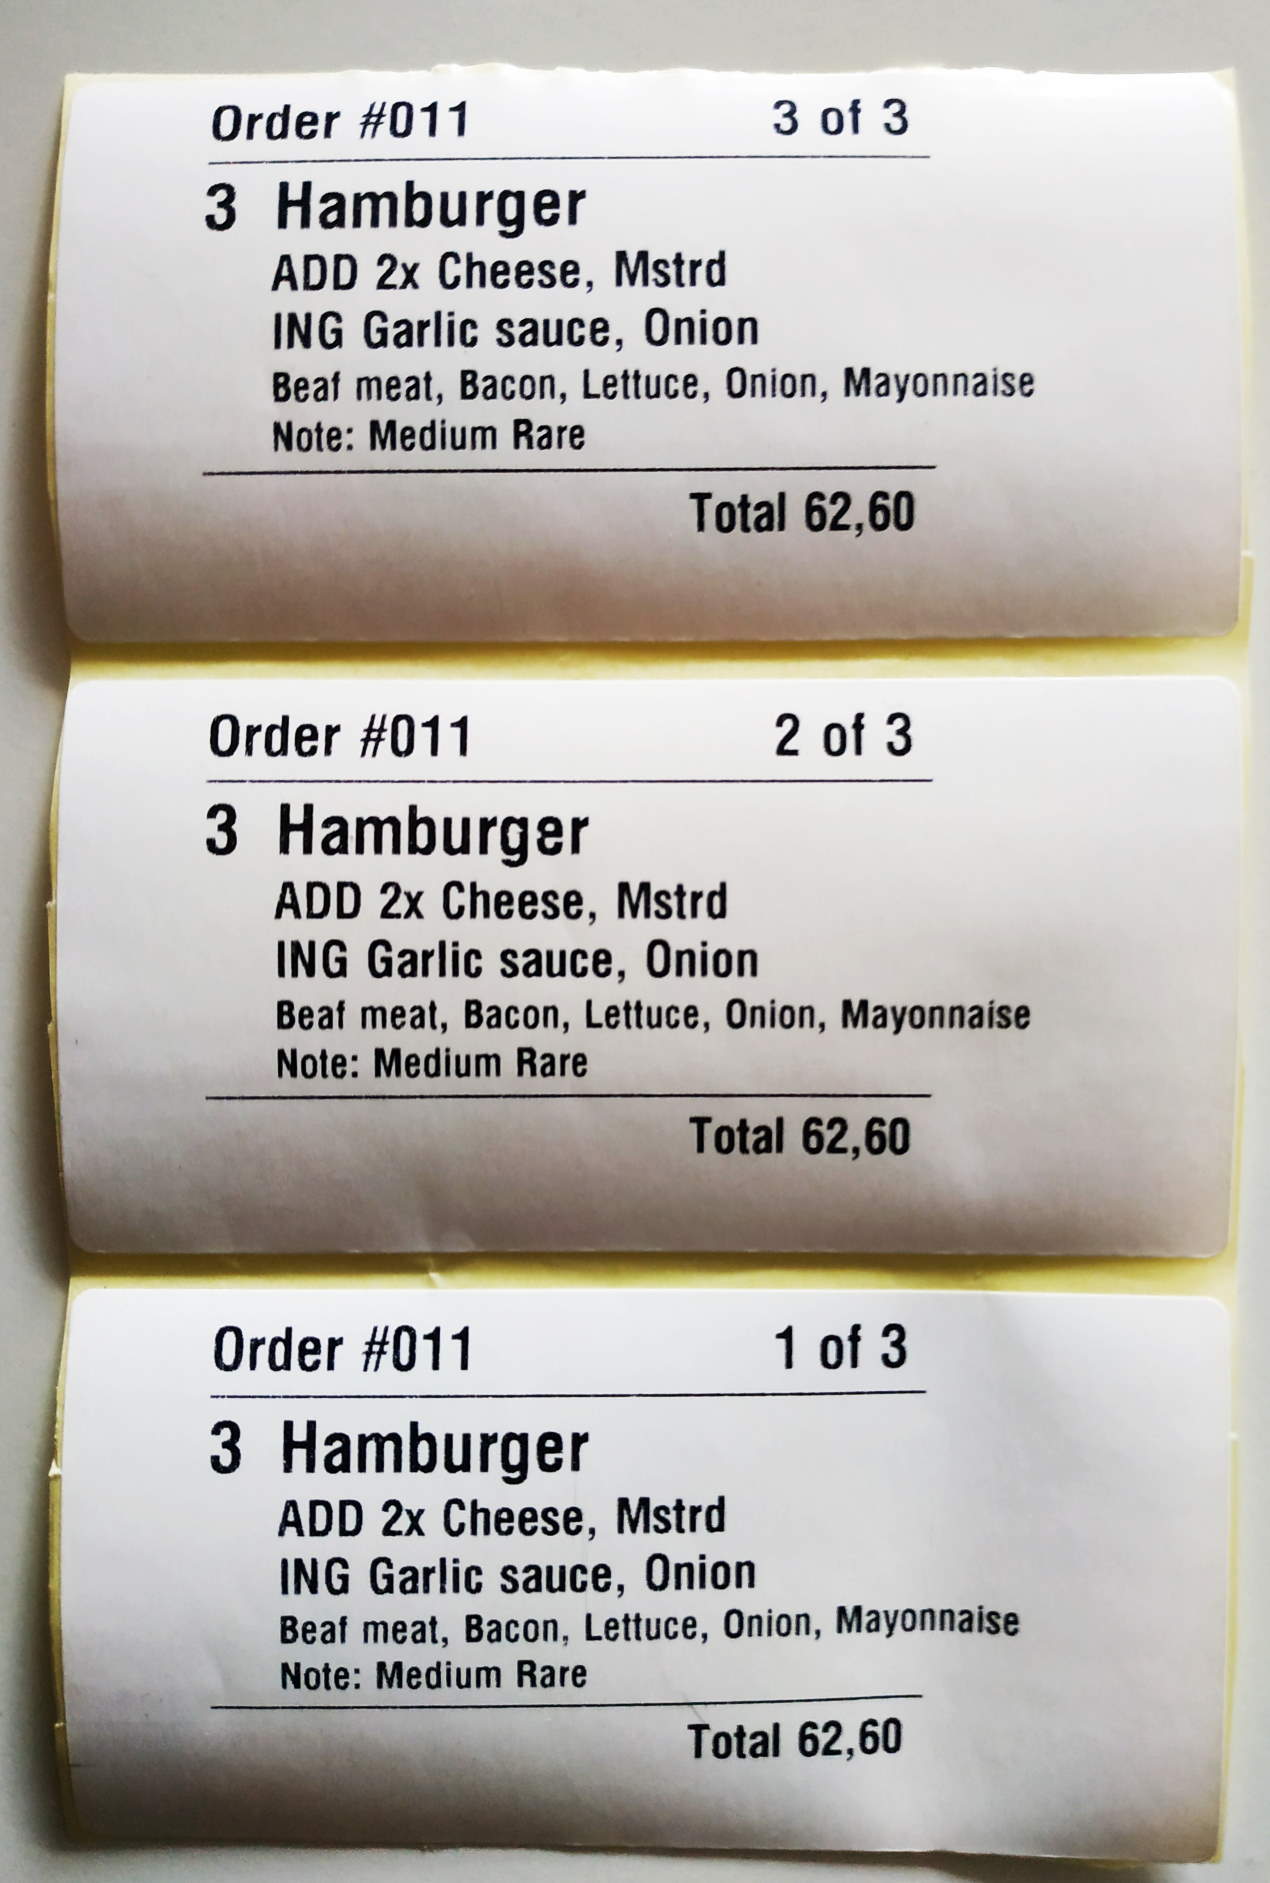 Order #011 3 of 3
3 Hamburger
ADD 2x Cheese, Mstrd
ING Garlic sauce, Onion
Beaf meat, Bacon, Lettuce, Onion, Mayonnaise
Note: Medium Rare
Total 62,60
Order #011 2 of 3
3 Hamburger
ADD 2x Cheese, Mstrd
ING Garlic sauce, Onion
Beaf meat, Bacon, Lettuce, Onion, Mayonnaise
Note: Medium Rare
Total 62,60
Order #011 1 of 3
3 Hamburger
ADD 2x Cheese, Mstrd
ING Garlic sauce, Onion
Beaf meat, Bacon, Lettuce, Onion, Mayonnaise
Note: Medium Rare
Total 62,60